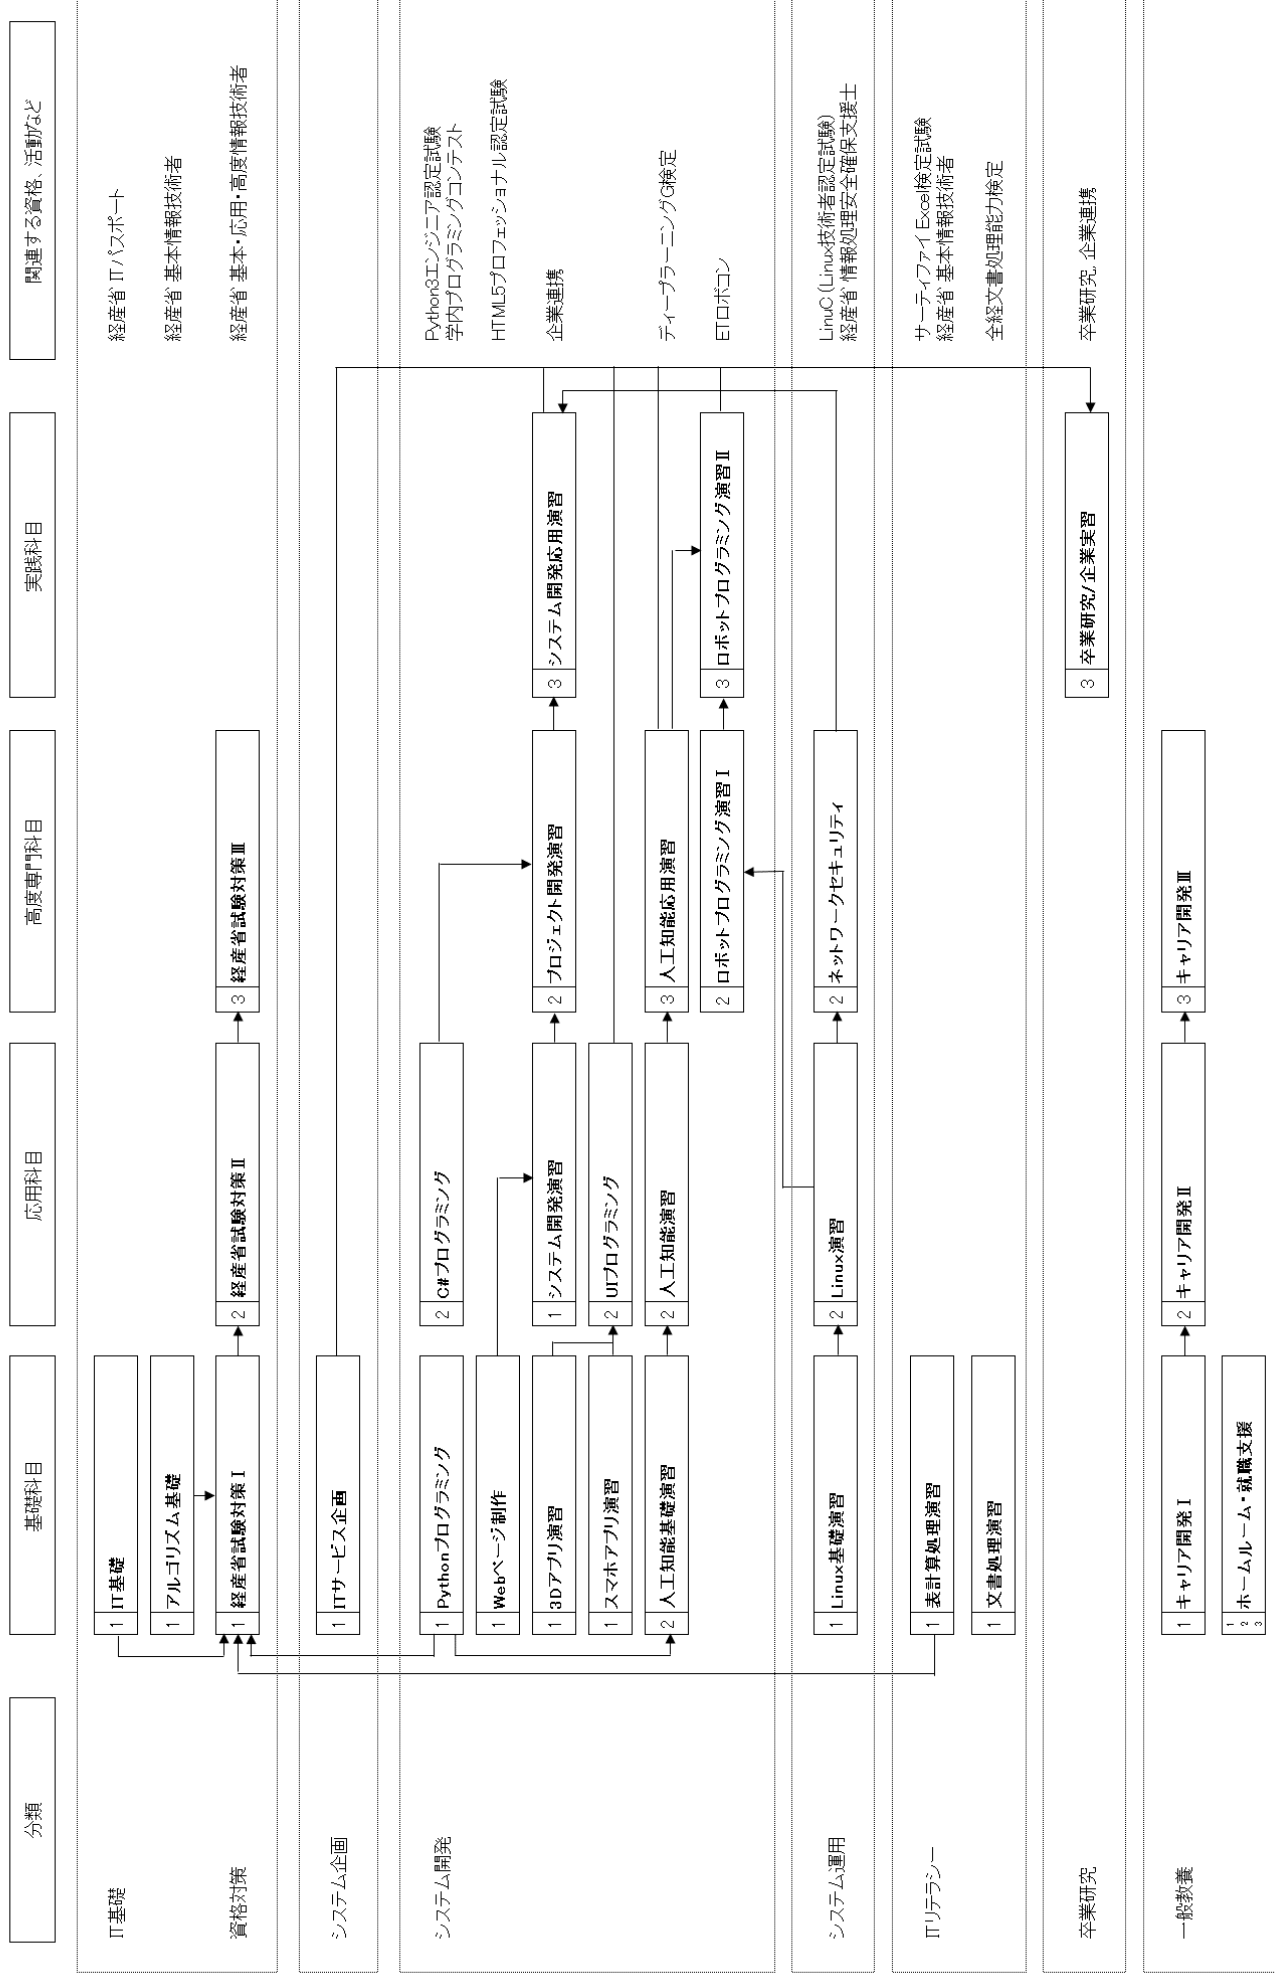 分類
基礎科目
応用科目
高度専門科目
実践科目
関連する資格、活動など
IT基礎
1 IT基礎
経産省 ITパスポート
1 アルゴリズム基礎
経産省 基本情報技術者
資格対策
1 経産省試験対策Ⅰ
2 経産省試験対策Ⅱ
3 経産省試験対策Ⅲ
経産省 基本・応用・高度情報技術者
システム企画
1 ITサービス企画
システム開発
1 Pythonプログラミング
2 C#プログラミング
Python3エンジニア認定試験
学内プログラミングコンテスト
1 Webページ制作
HTML5プロフェッショナル認定試験
1 3Dアプリ演習
1 システム開発演習
2 プロジェクト開発演習
3 システム開発応用演習
企業連携
1 スマホアプリ演習
2 UIプログラミング
2 人工知能基礎演習
2 人工知能演習
3 人工知能応用演習
ディープラーニングG検定
2 ロボットプログラミング演習Ⅰ
3 ロボットプログラミング演習Ⅱ
ETロボコン
システム運用
1 Linux基礎演習
2 Linux演習
2 ネットワークセキュリティ
LinuC (Linux技術者認定試験)
経産省 情報処理安全確保支援士
ITリテラシー
1 表計算処理演習
サーティファイ Excel検定試験
経産省 基本情報技術者
1 文書処理演習
全経文書処理能力検定
卒業研究
3 卒業研究/企業実習
卒業研究, 企業連携
一般教養
1 キャリア開発Ⅰ
2 キャリア開発Ⅱ
3 キャリア開発Ⅲ
1 2 3 ホームルーム・就職支援